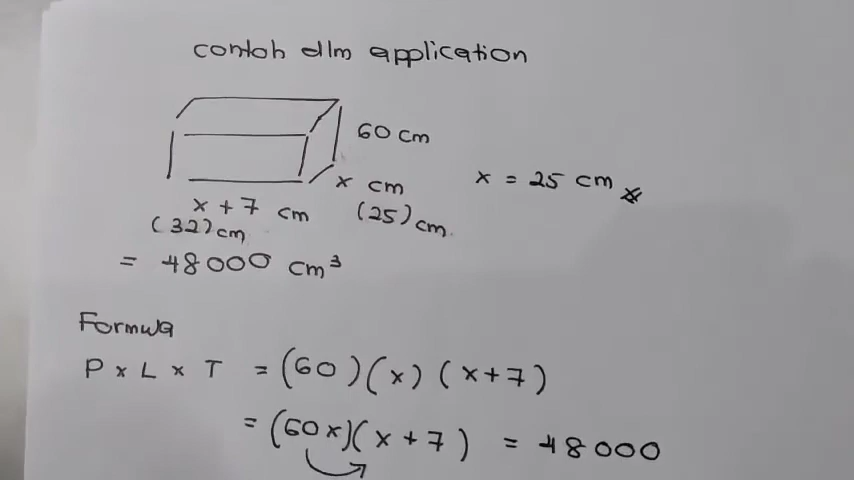 contoh dlm application
60 cm
x cm
x = 25 cm
x + 7 cm
(25) cm
(32) cm
= 48000 cm³
Formula
P x L x T = (60)(x)(x+7)
= (60x)(x + 7) = 48000